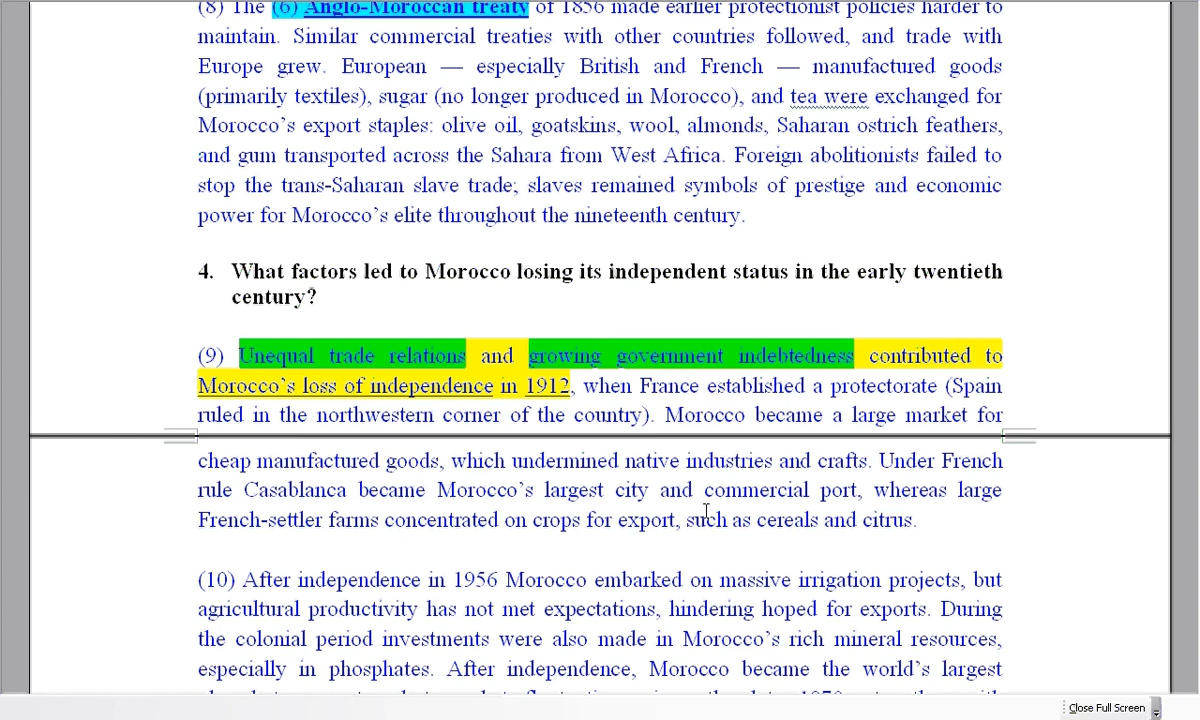 (8) The (6) Anglo-Moroccan treaty of 1856 made earlier protectionist policies harder to
maintain. Similar commercial treaties with other countries followed, and trade with
Europe grew. European — especially British and French — manufactured goods
(primarily textiles), sugar (no longer produced in Morocco), and tea were exchanged for
Morocco's export staples: olive oil, goatskins, wool, almonds, Saharan ostrich feathers,
and gum transported across the Sahara from West Africa. Foreign abolitionists failed to
stop the trans-Saharan slave trade; slaves remained symbols of prestige and economic
power for Morocco's elite throughout the nineteenth century.
4. What factors led to Morocco losing its independent status in the early twentieth
century?
(9) Unequal trade relations and growing government indebtedness contributed to
Morocco's loss of independence in 1912, when France established a protectorate (Spain
ruled in the northwestern corner of the country). Morocco became a large market for
cheap manufactured goods, which undermined native industries and crafts. Under French
rule Casablanca became Morocco's largest city and commercial port, whereas large
French-settler farms concentrated on crops for export, such as cereals and citrus.
(10) After independence in 1956 Morocco embarked on massive irrigation projects, but
agricultural productivity has not met expectations, hindering hoped for exports. During
the colonial period investments were also made in Morocco's rich mineral resources,
especially in phosphates. After independence, Morocco became the world's largest
Close Full Screen